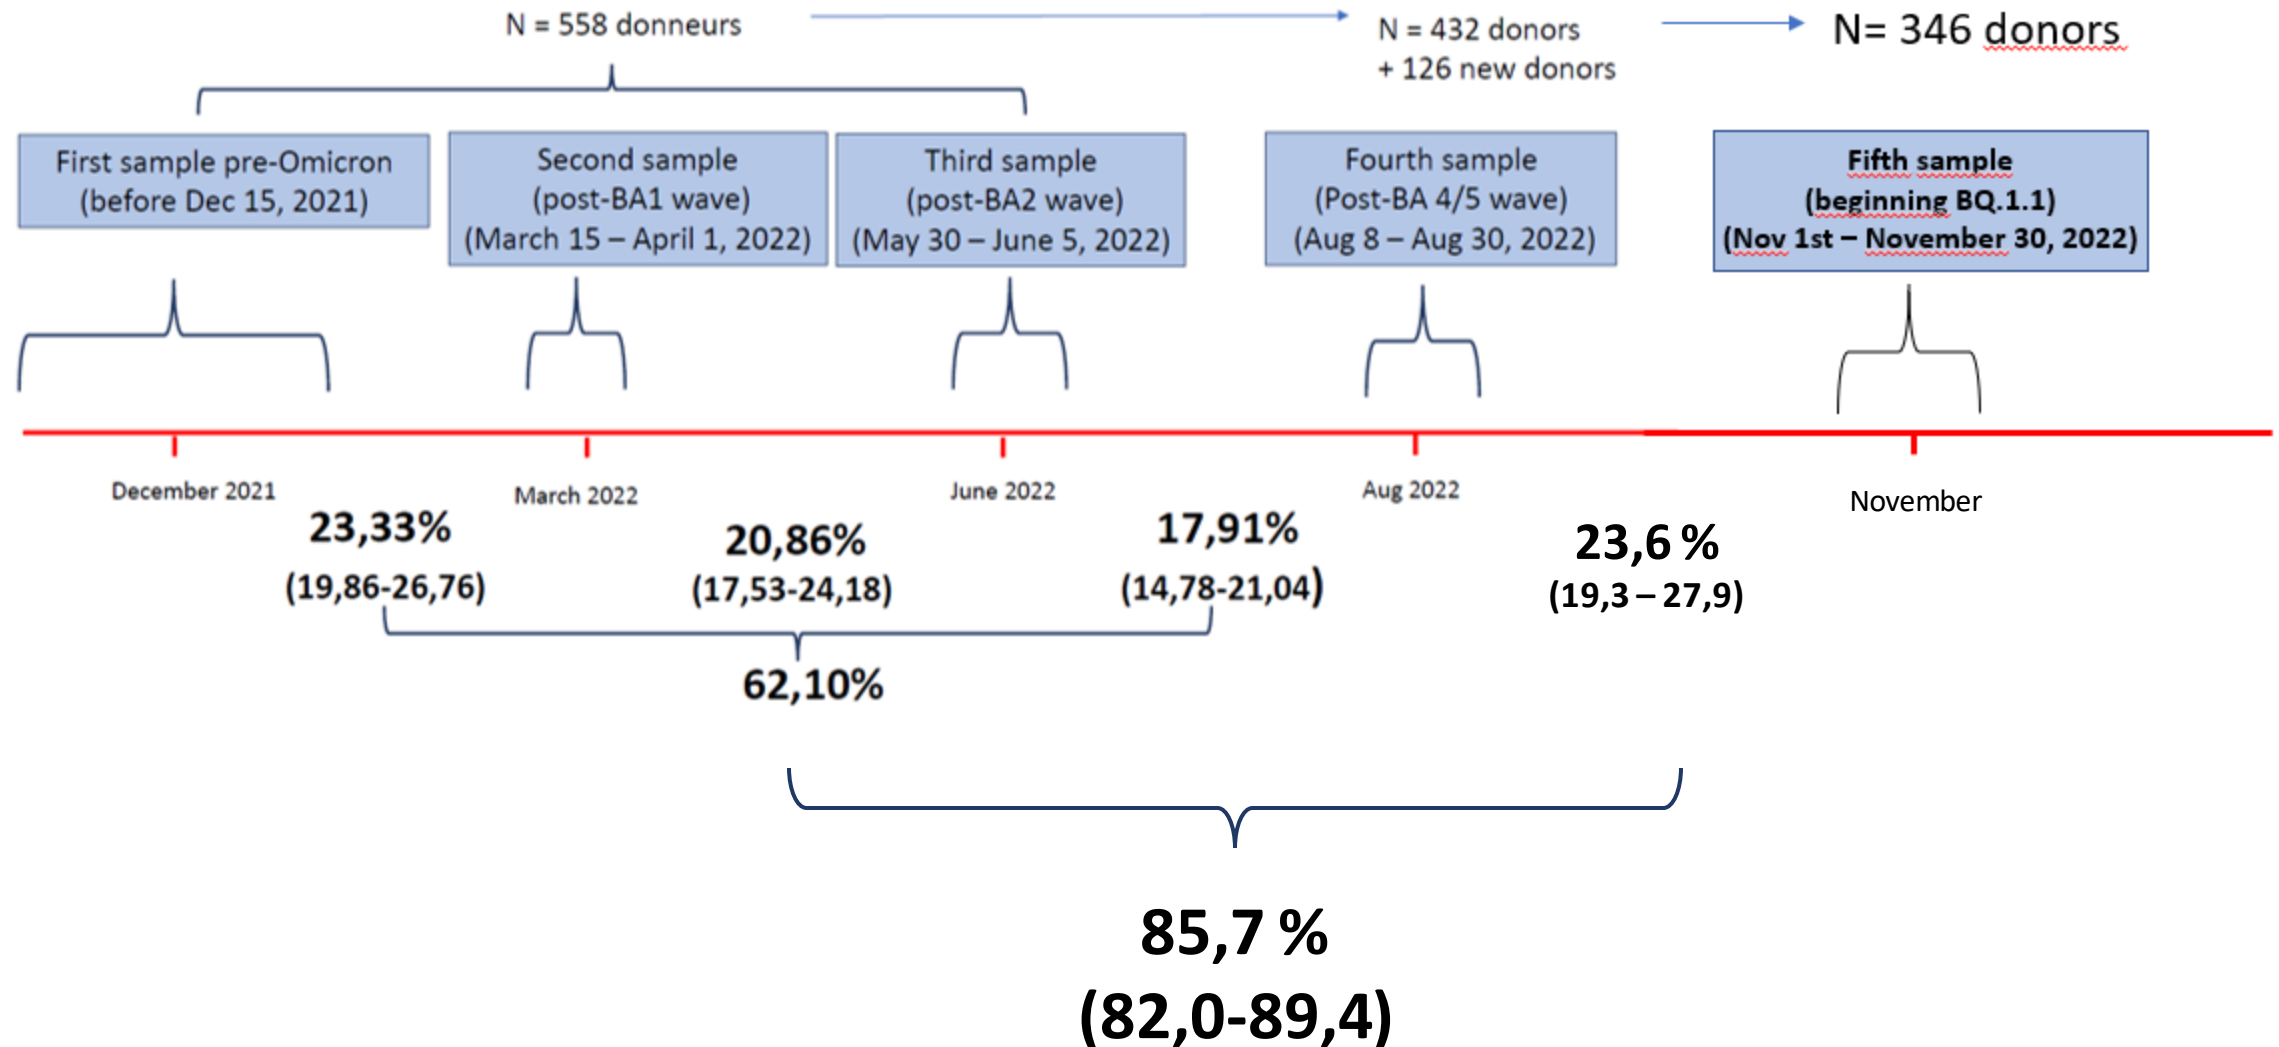 N = 558 donneurs
N = 432 donors
+ 126 new donors
N= 346 donors
First sample pre-Omicron
(before Dec 15, 2021)
Second sample
(post-BA1 wave)
(March 15 – April 1, 2022)
Third sample
(post-BA2 wave)
(May 30 – June 5, 2022)
Fourth sample
(Post-BA 4/5 wave)
(Aug 8 – Aug 30, 2022)
Fifth sample
(beginning BQ.1.1)
(Nov 1st – November 30, 2022)
December 2021
March 2022
June 2022
Aug 2022
November
23,33%
(19,86-26,76)
20,86%
(17,53-24,18)
17,91%
(14,78-21,04)
23,6 %
(19,3 – 27,9)
62,10%
85,7 %
(82,0-89,4)